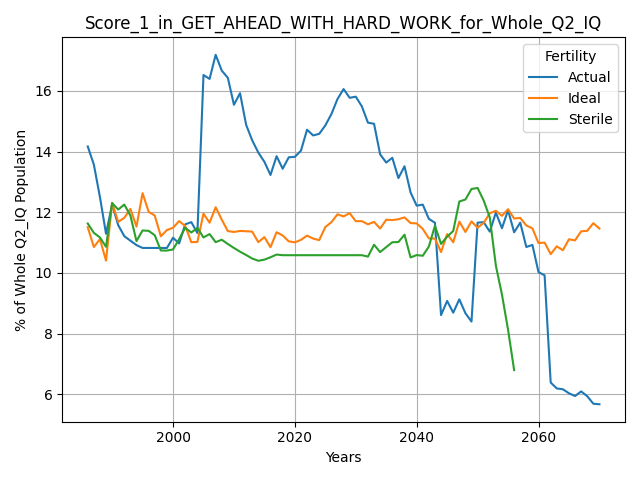 Score_1_in_GET_AHEAD_WITH_HARD_WORK_for_Whole_Q2_IQ
Fertility
Actual
Ideal
Sterile
% of Whole Q2_IQ Population
16
14
12
10
8
6
2000 2020 2040 2060
Years